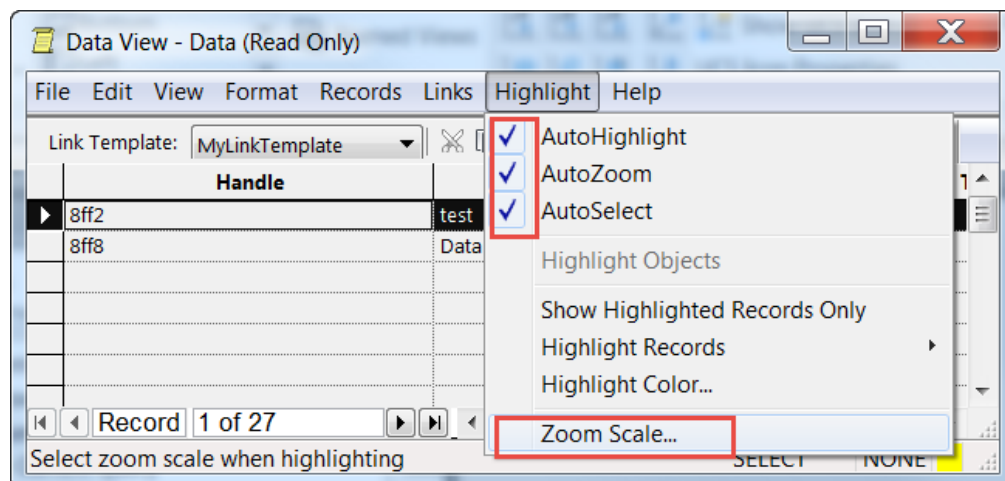 Data View - Data (Read Only)
File Edit View Format Records Links Highlight Help
Link Template: MyLinkTemplate
AutoHighlight
AutoZoom
AutoSelect
Highlight Objects
Show Highlighted Records Only
Highlight Records
Highlight Color...
Zoom Scale...
Handle
8ff2 test
8ff8 Data
Record 1 of 27
Select zoom scale when highlighting SELECT NONE